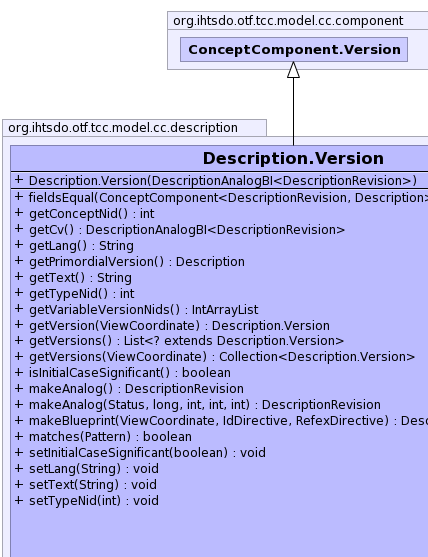 org.ihtsdo.otf.tcc.model.cc.component
ConceptComponent.Version
org.ihtsdo.otf.tcc.model.cc.description
Description.Version
+ Description.Version(DescriptionAnalogBI<DescriptionRevision>)
+ fieldsEqual(ConceptComponent<DescriptionRevision, Description>
+ getConceptNid() : int
+ getCv() : DescriptionAnalogBI<DescriptionRevision>
+ getLang() : String
+ getPrimordialVersion() : Description
+ getText() : String
+ getTypeNid() : int
+ getVariableVersionNids() : IntArrayList
+ getVersion(ViewCoordinate) : Description.Version
+ getVersions() : List<? extends Description.Version>
+ getVersions(ViewCoordinate) : Collection<Description.Version>
+ isInitialCaseSignificant() : boolean
+ makeAnalog() : DescriptionRevision
+ makeAnalog(Status, long, int, int, int) : DescriptionRevision
+ makeBlueprint(ViewCoordinate, IdDirective, RefexDirective) : Desc
+ matches(Pattern) : boolean
+ setInitialCaseSignificant(boolean) : void
+ setLang(String) : void
+ setText(String) : void
+ setTypeNid(int) : void